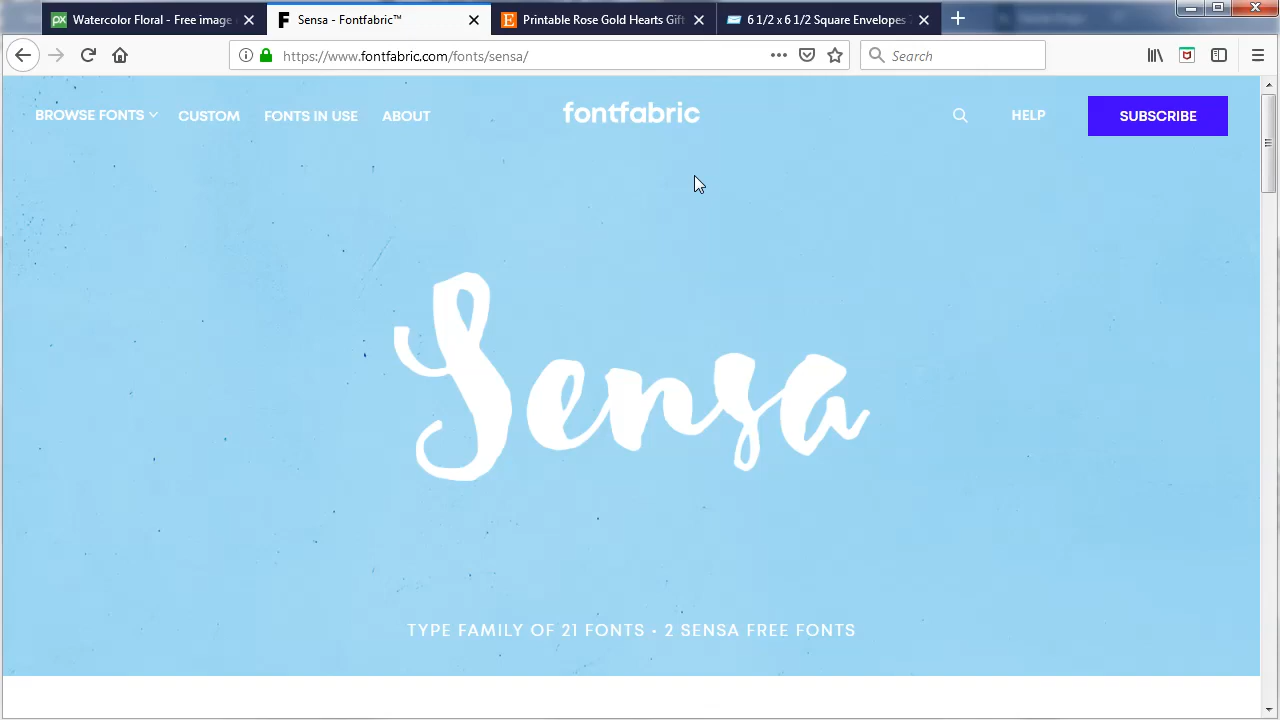 Watercolor Floral - Free image
Sensa - Fontfabric™
Printable Rose Gold Hearts Gift
6 1/2 x 6 1/2 Square Envelopes
https://www.fontfabric.com/fonts/sensa/
Search
BROWSE FONTS
CUSTOM
FONTS IN USE
ABOUT
fontfabric
HELP
SUBSCRIBE
Sensa
TYPE FAMILY OF 21 FONTS • 2 SENSA FREE FONTS